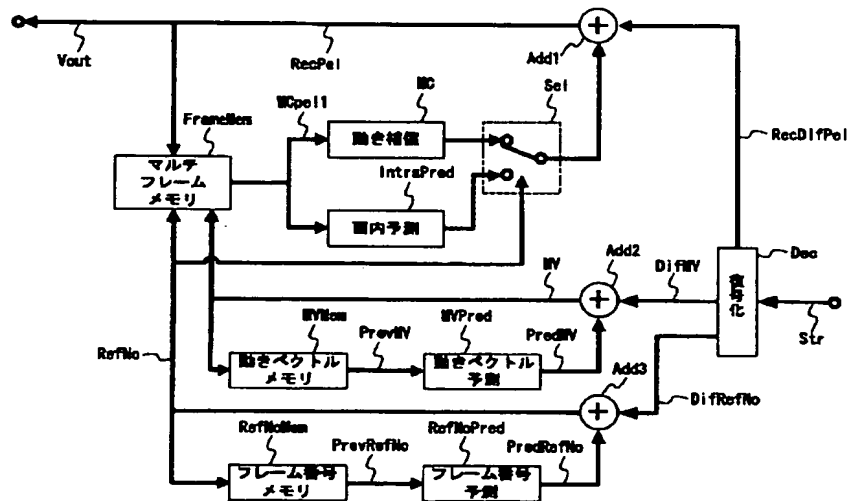 Vout
RecPel
Add1
FrameMem
MCpel1
MC
Sel
RecDifPel
マルチ
フレーム
メモリ
動き補償
IntraPred
画内予測
Dec
Add2
DifMV
MV
復号化
Str
MVMem
PrevMV
MVPred
PredMV
RefNo
動きベクトル
メモリ
動きベクトル
予測
Add3
DifRefNo
RefNoMem
PrevRefNo
RefNoPred
PredRefNo
フレーム番号
メモリ
フレーム番号
予測